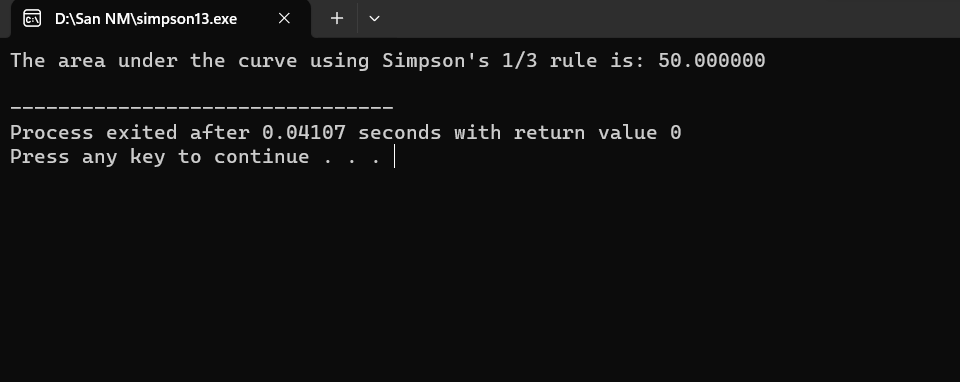 D:\San NM\simpson13.exe
The area under the curve using Simpson's 1/3 rule is: 50.000000
--------------------------------
Process exited after 0.04107 seconds with return value 0
Press any key to continue . . .